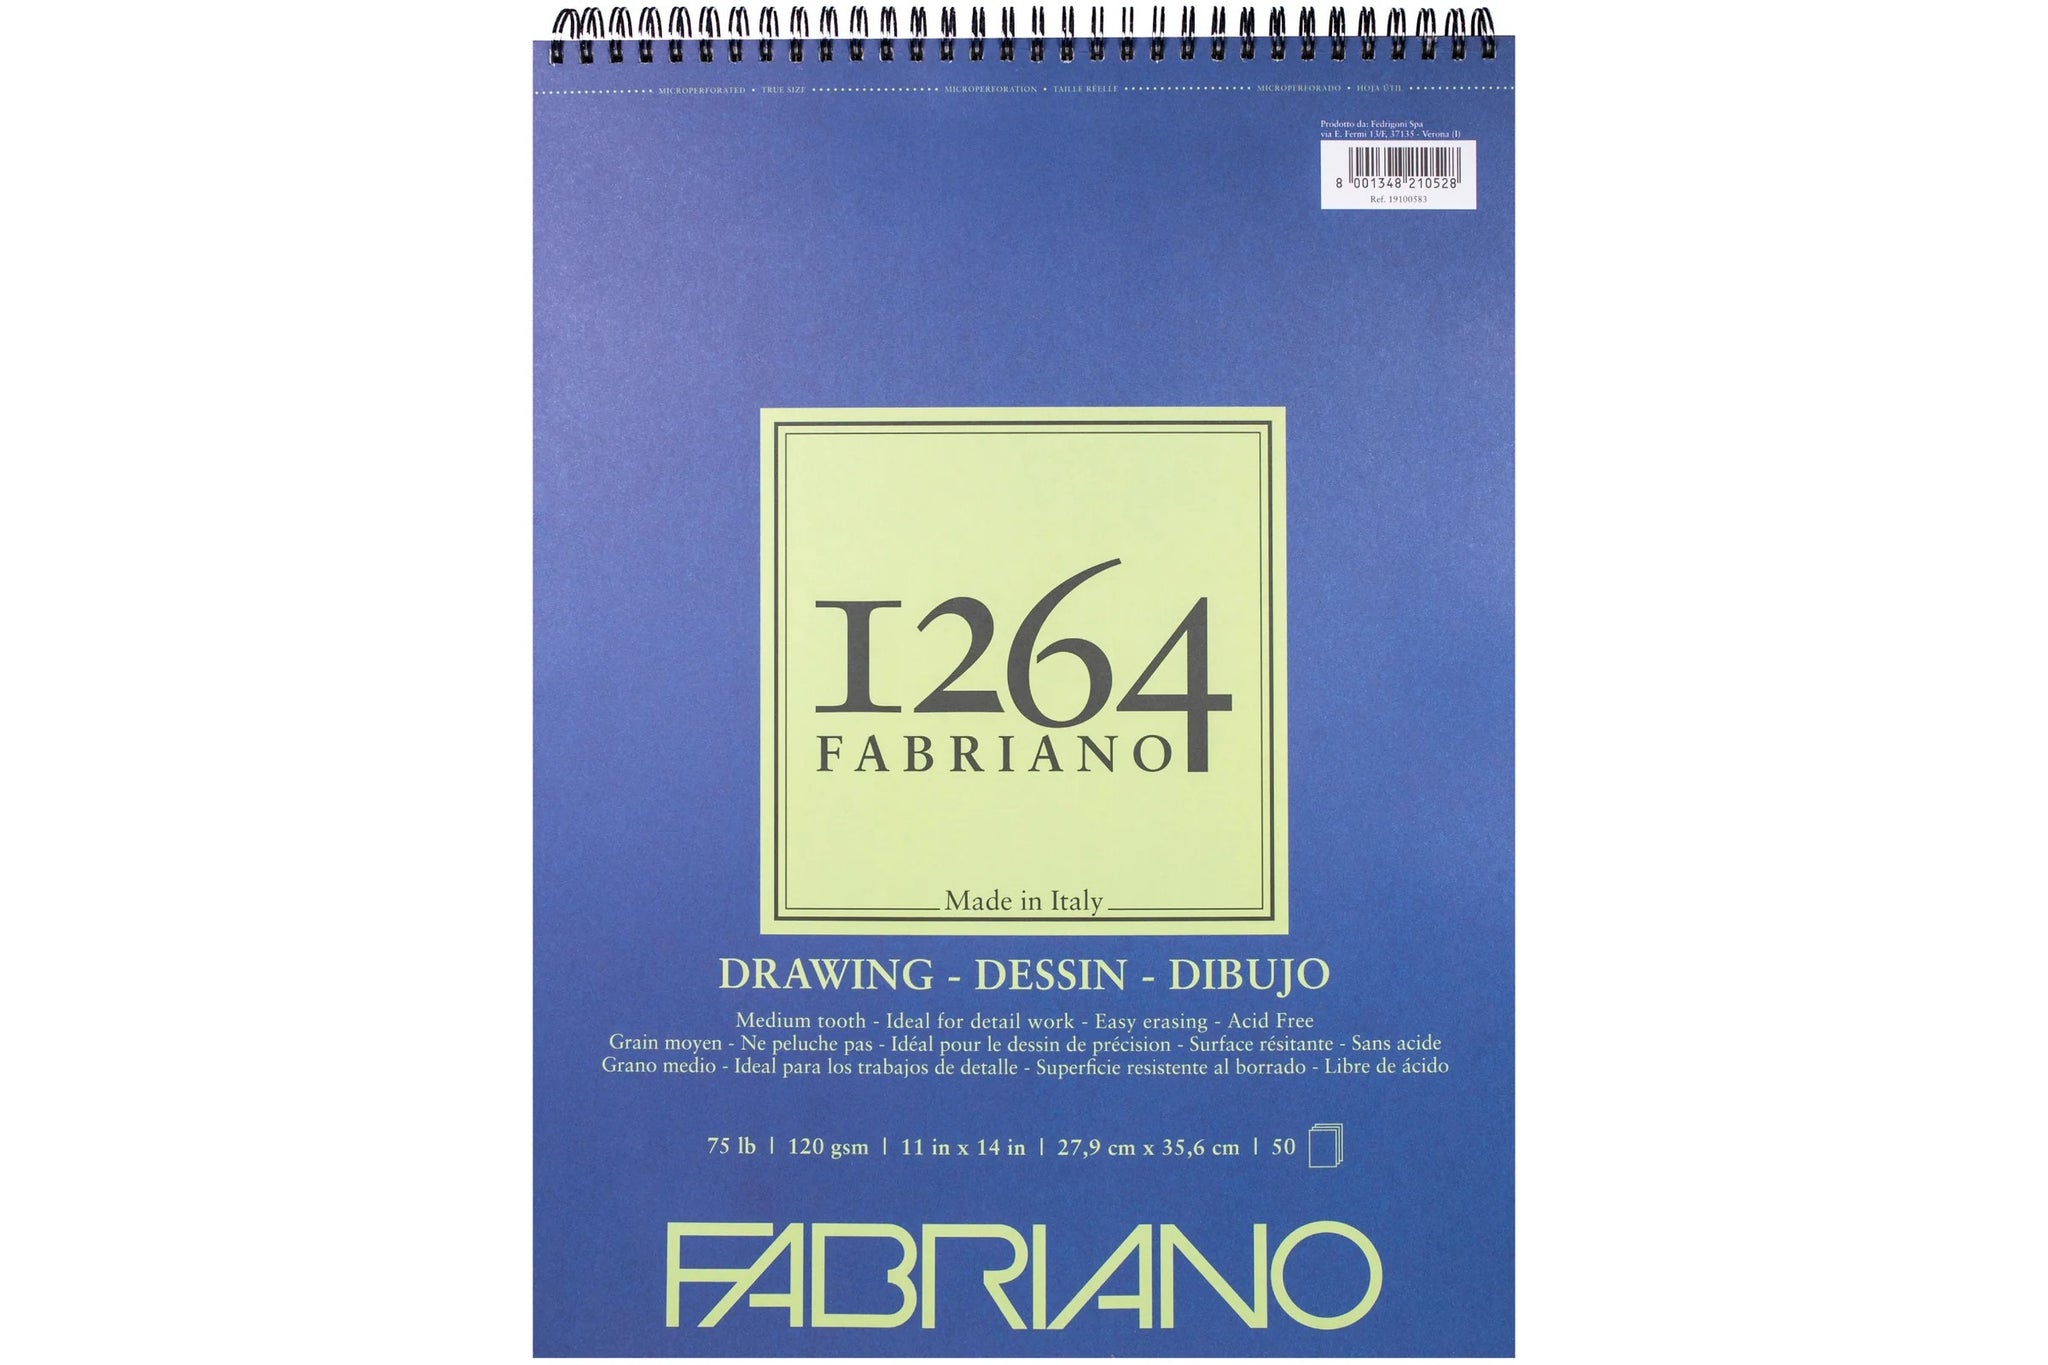 MICROPERFORATED • TRUE SIZE MICROPERFORATION • TAILLE RÉELLE MICROPERFORADO • HOJA ÚTIL
Prodotto da: Fedrigoni Spa
via E. Fermi 13/F, 37135 - Verona (I)
8 001348 210528
Ref. 19100583
1264
FABRIANO
Made in Italy
DRAWING - DESSIN - DIBUJO
Medium tooth - Ideal for detail work - Easy erasing - Acid Free
Grain moyen - Ne peluche pas - Idéal pour le dessin de précision - Surface résitante - Sans acide
Grano medio - Ideal para los trabajos de detalle - Superficie resistente al borrado - Libre de ácido
75 lb | 120 gsm | 11 in x 14 in | 27,9 cm x 35,6 cm | 50
FABRIANO